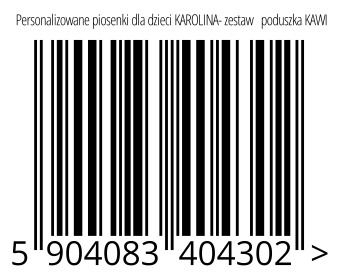 Personalizowane piosenki dla dzieci KAROLINA- zestaw poduszka KAWI
5 904083 404302 >